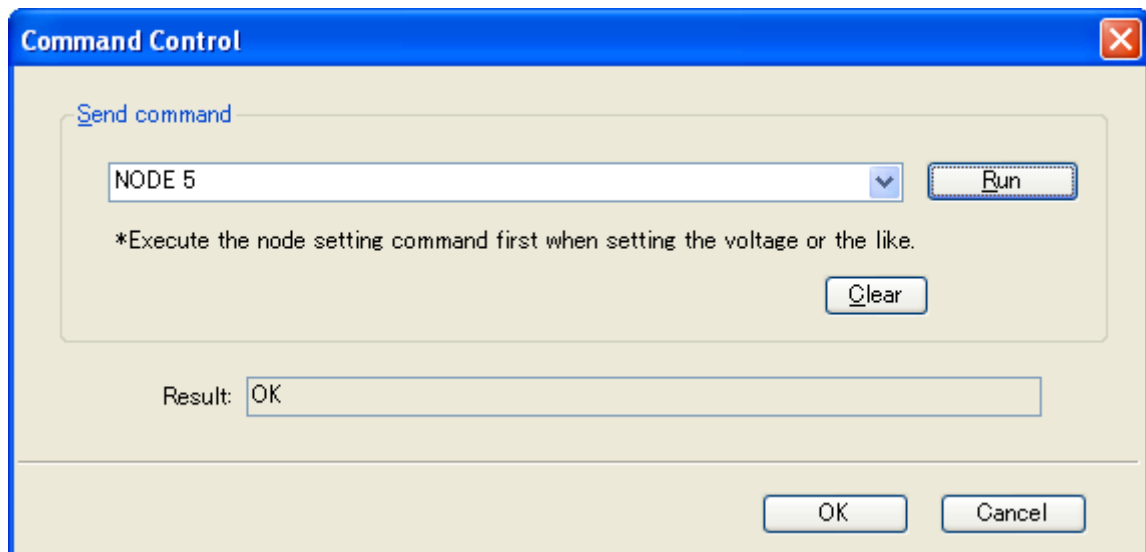 Command Control
Send command
NODE 5
Run
*Execute the node setting command first when setting the voltage or the like.
Clear
Result: OK
OK
Cancel